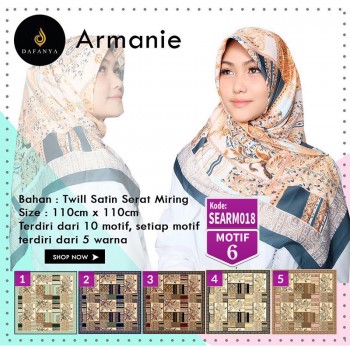 DAFANYA
Armanie
Bahan : Twill Satin Serat Miring
Size : 110cm x 110cm
Terdiri dari 10 motif, setiap motif
terdiri dari 5 warna
SHOP NOW
Kode:
SEARM018
MOTIF
6
1 2 3 4 5